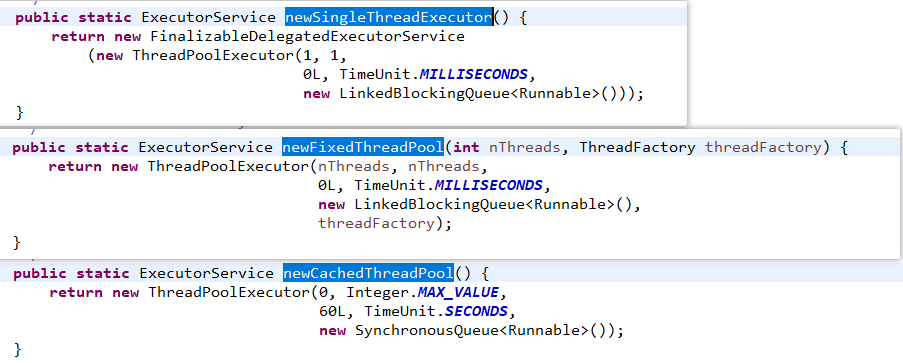 public static ExecutorService newSingleThreadExecutor() {
    return new FinalizableDelegatedExecutorService
        (new ThreadPoolExecutor(1, 1,
                                0L, TimeUnit.MILLISECONDS,
                                new LinkedBlockingQueue<Runnable>()));
}
public static ExecutorService newFixedThreadPool(int nThreads, ThreadFactory threadFactory) {
    return new ThreadPoolExecutor(nThreads, nThreads,
                                  0L, TimeUnit.MILLISECONDS,
                                  new LinkedBlockingQueue<Runnable>(),
                                  threadFactory);
}
public static ExecutorService newCachedThreadPool() {
    return new ThreadPoolExecutor(0, Integer.MAX_VALUE,
                                  60L, TimeUnit.SECONDS,
                                  new SynchronousQueue<Runnable>());
}